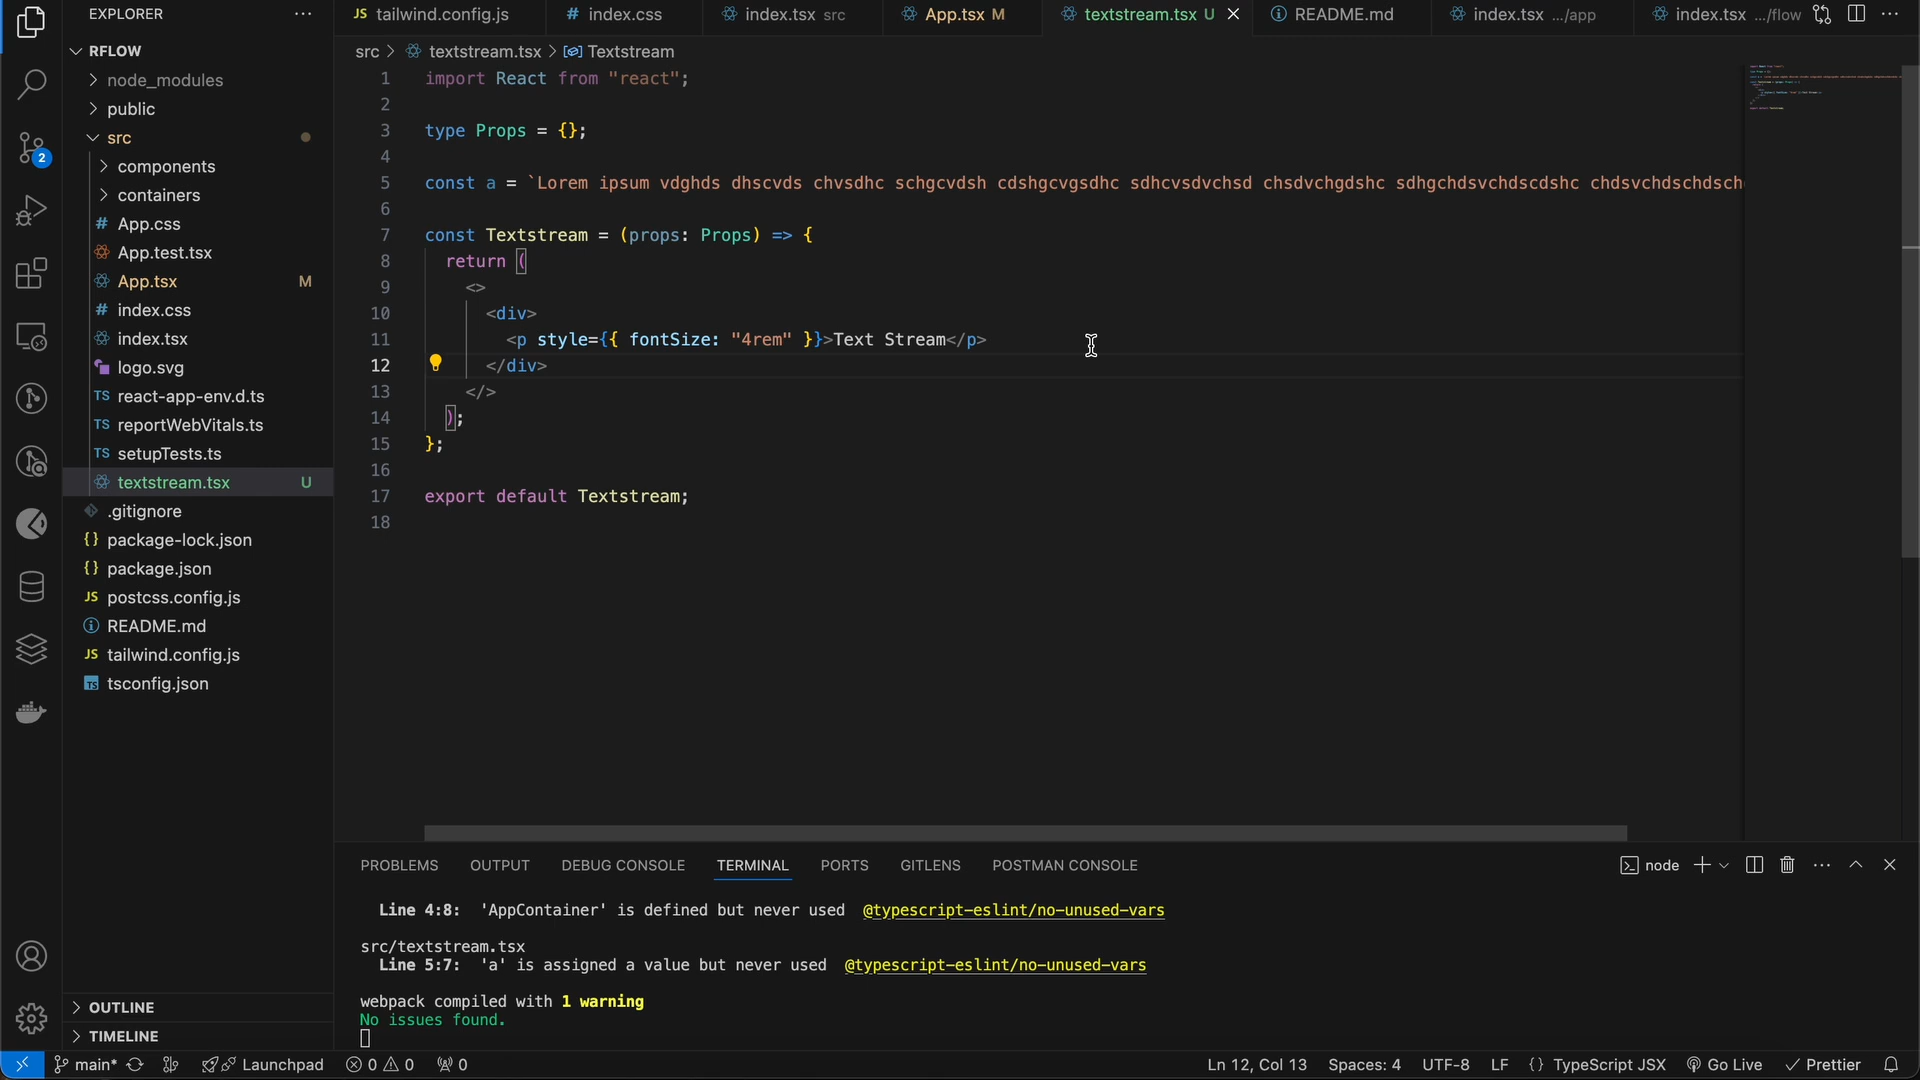 EXPLORER
RFLOW
node_modules
public
src
components
containers
App.css
App.test.tsx
App.tsx M
index.css
index.tsx
logo.svg
react-app-env.d.ts
reportWebVitals.ts
setupTests.ts
textstream.tsx U
.gitignore
package-lock.json
package.json
postcss.config.js
README.md
tailwind.config.js
tsconfig.json
OUTLINE
TIMELINE
2
tailwind.config.js
index.css
index.tsx src
App.tsx M
textstream.tsx U
README.md
index.tsx .../app
index.tsx .../flow
src > textstream.tsx > Textstream
1 import React from "react";
2
3 type Props = {};
4
5 const a = `Lorem ipsum vdghds dhscvds chvsdhc schgcvdsh cdshgcvgsdhc sdhcvsdvchsd chsdvchgdshc sdhgchdsvchdscdshc chdsvchdschdsch
6
7 const Textstream = (props: Props) => {
8 return (
9 <>
10 <div>
11 <p style={{ fontSize: "4rem" }}>Text Stream</p>
12 </div>
13 </>
14 );
15 };
16
17 export default Textstream;
18
PROBLEMS OUTPUT DEBUG CONSOLE TERMINAL PORTS GITLENS POSTMAN CONSOLE
node
Line 4:8: 'AppContainer' is defined but never used @typescript-eslint/no-unused-vars
src/textstream.tsx
Line 5:7: 'a' is assigned a value but never used @typescript-eslint/no-unused-vars
webpack compiled with 1 warning
No issues found.
main* Launchpad 0 0 0 Ln 12, Col 13 Spaces: 4 UTF-8 LF {} TypeScript JSX Go Live Prettier